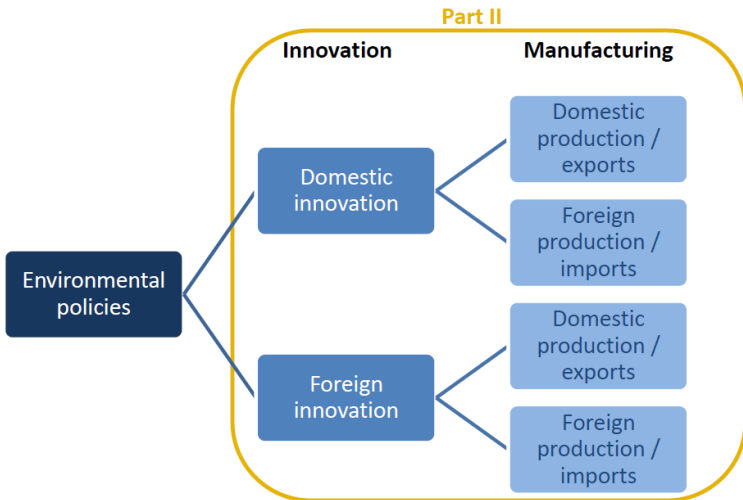 Part II
Innovation
Manufacturing
Domestic
production /
exports
Domestic
innovation
Foreign
production /
imports
Environmental
policies
Domestic
production /
exports
Foreign
innovation
Foreign
production /
imports